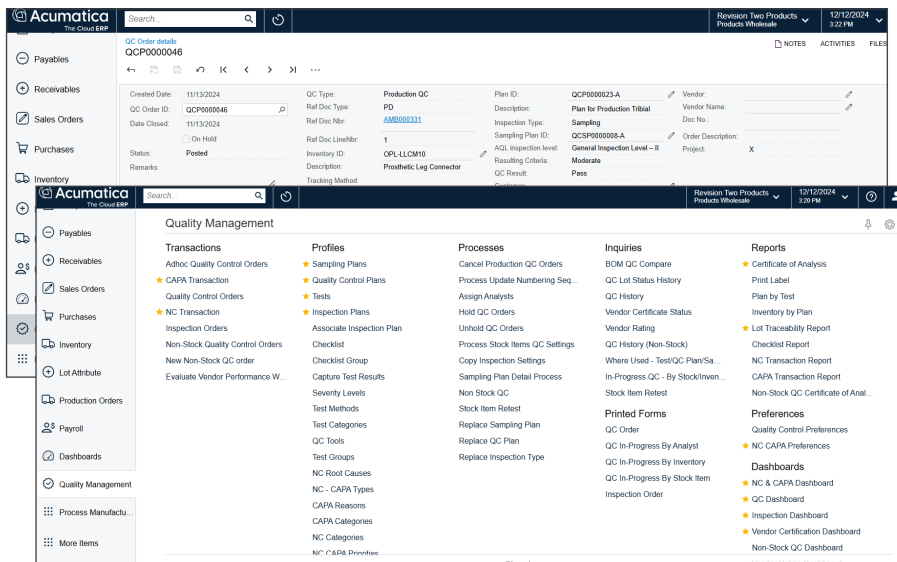 Acumatica
The Cloud ERP
Search...
Revision Two Products
Products Wholesale
12/12/2024
3:22 PM
Payables
Receivables
Sales Orders
Purchases
Inventory
QC Order details
QCP0000046
NOTES ACTIVITIES FILES
Created Date: 11/13/2024
QC Order ID: QCP0000046
Date Closed: 11/13/2024
On Hold
Status: Posted
Remarks:
QC Type: Production QC
Ref Doc Type: PD
Ref Doc Nbr: AMB000331
Ref Doc LineNbr: 1
Inventory ID: OPL-LLCM10
Description: Prosthetic Leg Connector
Tracking Method:
Plan ID: QCP0000023-A
Description: Plan for Production Tribial
Inspection Type: Sampling
Sampling Plan ID: QCSP0000008-A
AQL inspection level: General Inspection Level – II
Resulting Criteria: Moderate
QC Result: Pass
Customer:
Vendor:
Vendor Name:
Doc No.:
Order Description:
Project: X
Acumatica
The Cloud ERP
Search...
Revision Two Products
Products Wholesale
12/12/2024
3:20 PM
Payables
Receivables
Sales Orders
Purchases
Inventory
Lot Attribute
Production Orders
Payroll
Dashboards
Quality Management
Process Manufactu...
More Items
Quality Management
Transactions
Adhoc Quality Control Orders
CAPA Transaction
Quality Control Orders
NC Transaction
Inspection Orders
Non-Stock Quality Control Orders
New Non-Stock QC order
Evaluate Vendor Performance W...
Profiles
Sampling Plans
Quality Control Plans
Tests
Inspection Plans
Associate Inspection Plan
Checklist
Checklist Group
Capture Test Results
Severity Levels
Test Methods
Test Categories
QC Tools
Test Groups
NC Root Causes
NC - CAPA Types
CAPA Reasons
CAPA Categories
NC Categories
NC CAPA Priorities
Processes
Cancel Production QC Orders
Process Update Numbering Seq...
Assign Analysts
Hold QC Orders
Unhold QC Orders
Process Stock Items QC Settings
Copy Inspection Settings
Sampling Plan Detail Process
Non Stock QC
Stock Item Retest
Replace Sampling Plan
Replace QC Plan
Replace Inspection Type
Inquiries
BOM QC Compare
QC Lot Status History
QC History
Vendor Certificate Status
Vendor Rating
QC History (Non-Stock)
Where Used - Test/QC Plan/Sa...
In-Progress QC - By Stock/Inven...
Stock Item Retest
Printed Forms
QC Order
QC In-Progress By Analyst
QC In-Progress By Inventory
QC In-Progress By Stock Item
Inspection Order
Reports
Certificate of Analysis
Print Label
Plan by Test
Inventory by Plan
Lot Traceability Report
Checklist Report
NC Transaction Report
CAPA Transaction Report
Non-Stock QC Certificate of Anal...
Preferences
Quality Control Preferences
NC CAPA Preferences
Dashboards
NC & CAPA Dashboard
QC Dashboard
Inspection Dashboard
Vendor Certification Dashboard
Non-Stock QC Dashboard